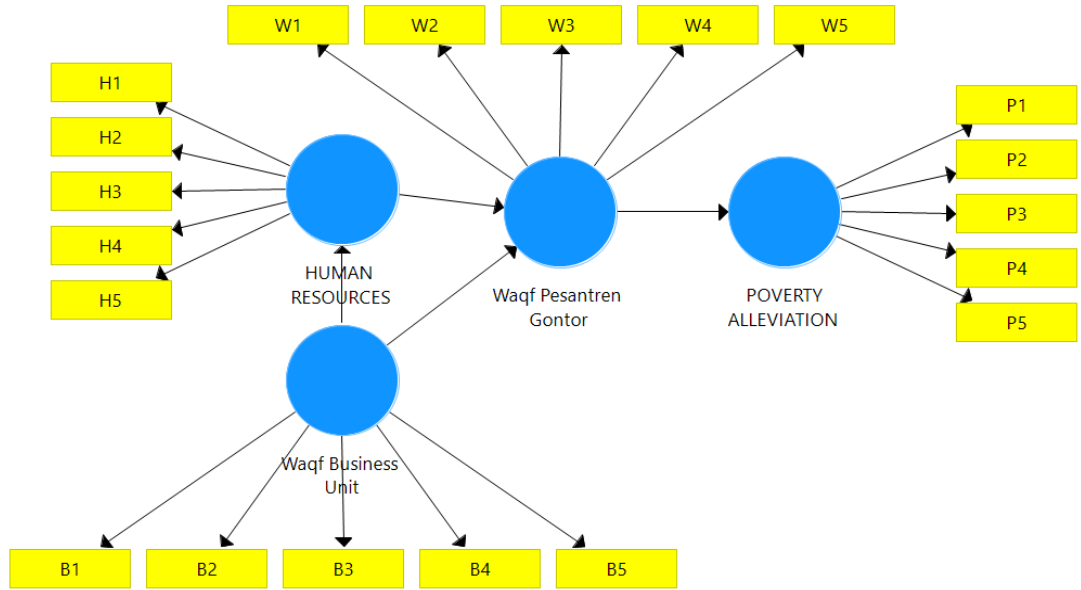 W1
W2
W3
W4
W5
H1
H2
H3
H4
H5
P1
P2
P3
P4
P5
HUMAN
RESOURCES
Waqf Pesantren
Gontor
POVERTY
ALLEVIATION
Waqf Business
Unit
B1
B2
B3
B4
B5